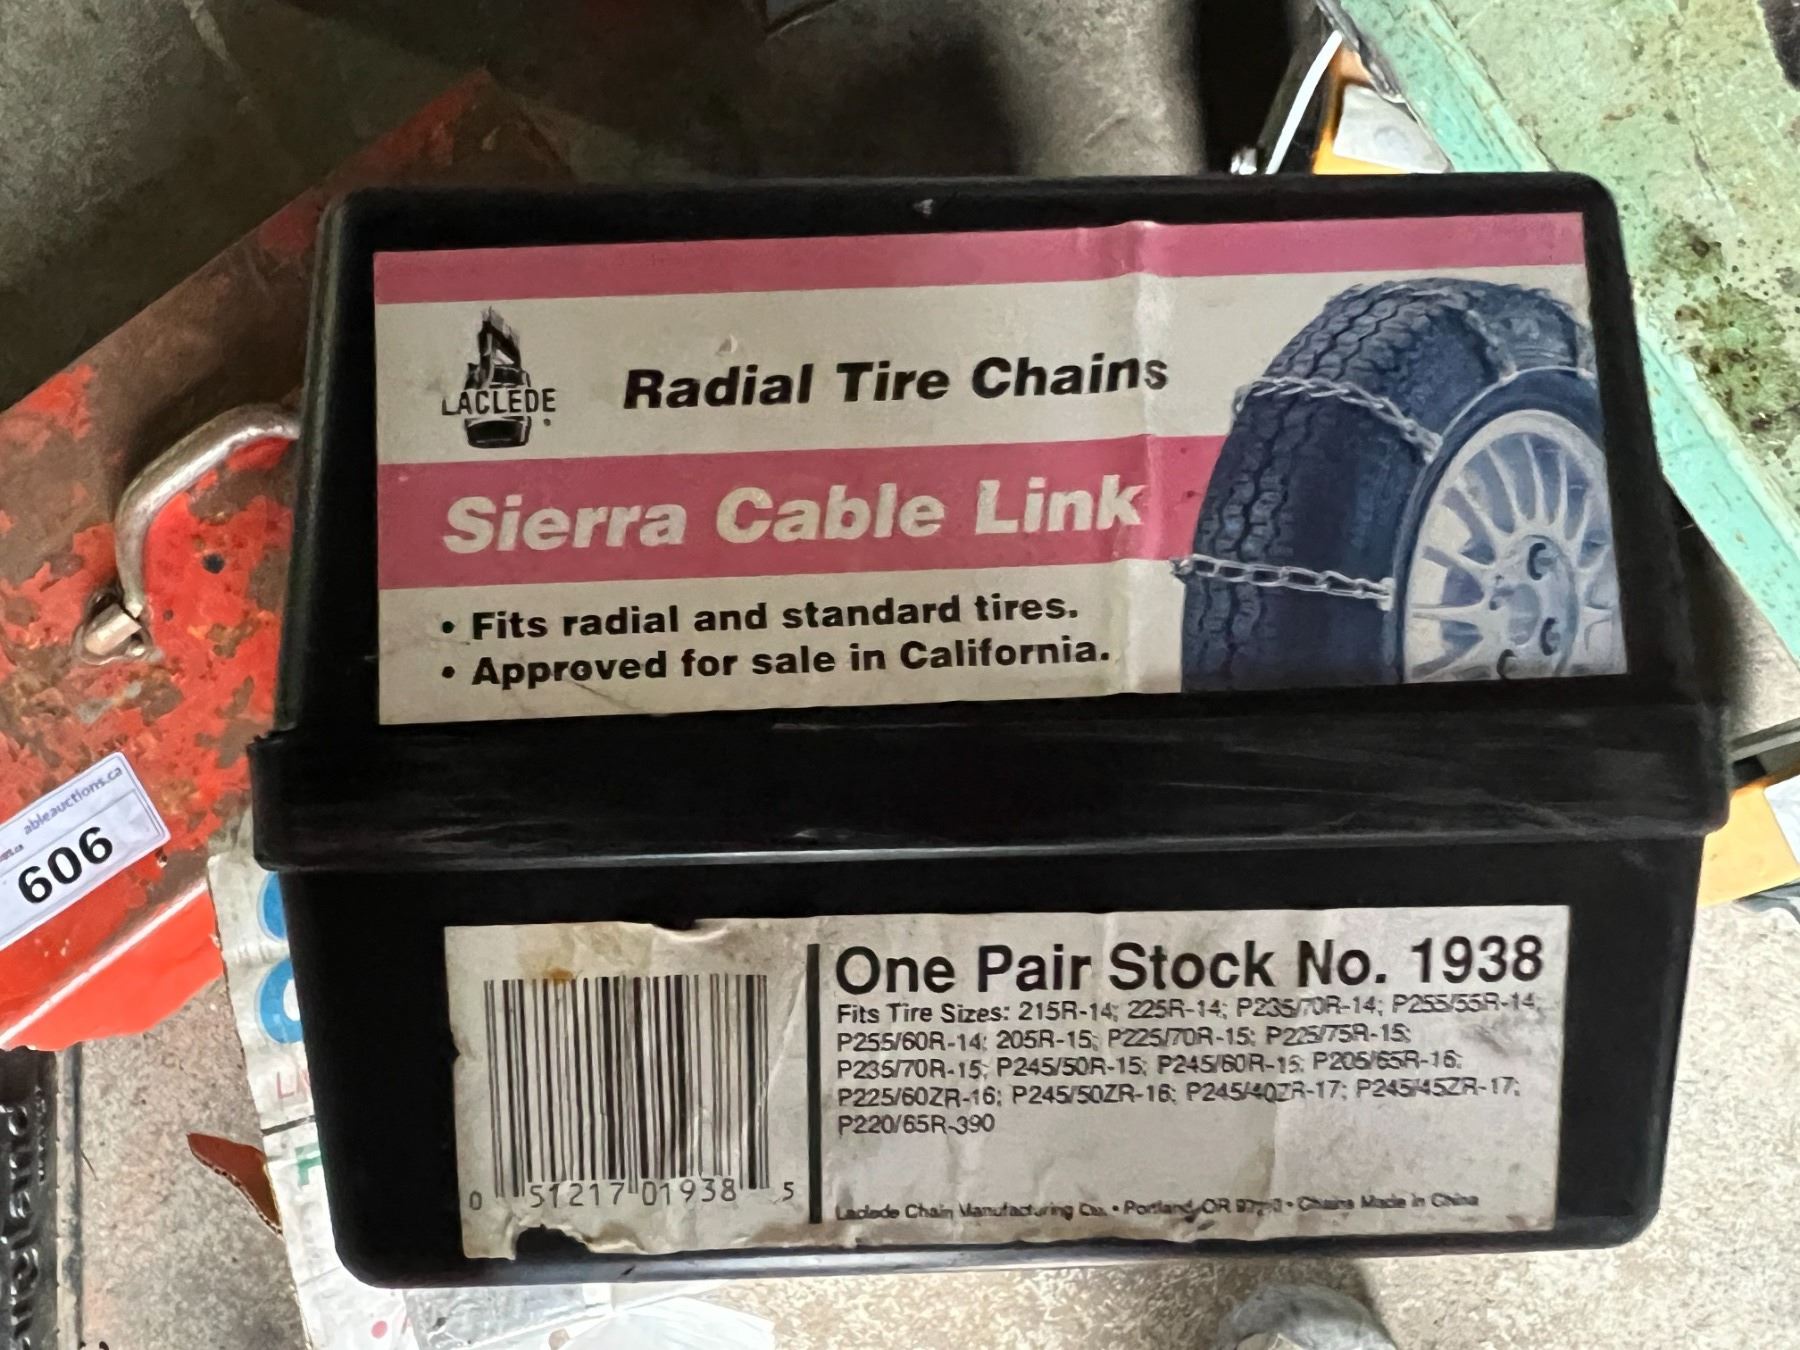 LACLEDE
Radial Tire Chains
Sierra Cable Link
• Fits radial and standard tires.
• Approved for sale in California.
ableauctions.ca
606
One Pair Stock No. 1938
Fits Tire Sizes: 215R-14; 225R-14; P235/70R-14; P255/55R-14;
P255/60R-14; 205R-15; P225/70R-15; P225/75R-15;
P235/70R-15; P245/50R-15; P245/60R-15; P205/65R-16;
P225/60ZR-16; P245/50ZR-16; P245/40ZR-17; P245/45ZR-17;
P220/65R-390
0 51217 01938 5
Laclede Chain Manufacturing Co. • Portland, OR • Chains Made in China